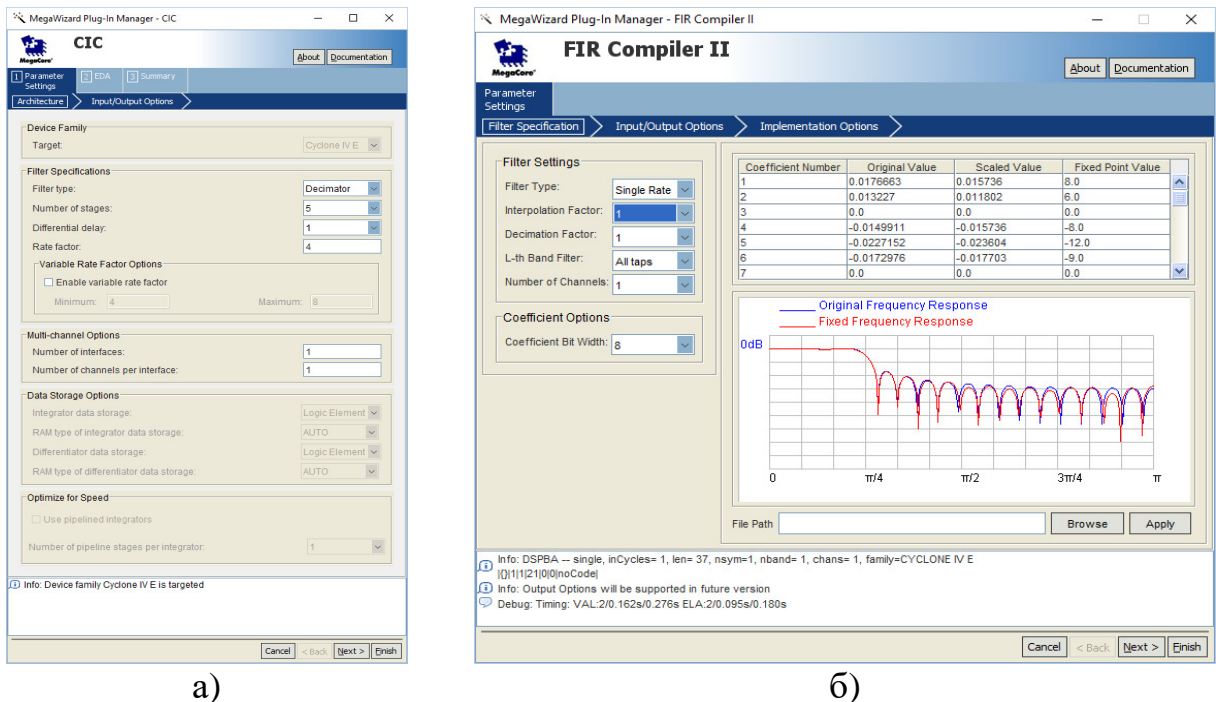 MegaWizard Plug-In Manager - CIC
CIC
MegaCore'
About Documentation
1 Parameter Settings
2 EDA
3 Summary
Architecture
Input/Output Options
Device Family
Target: Cyclone IV E
Filter Specifications
Filter type: Decimator
Number of stages: 5
Differential delay: 1
Rate factor: 4
Variable Rate Factor Options
Enable variable rate factor
Minimum: 4 Maximum: 8
Multi-channel Options
Number of interfaces: 1
Number of channels per interface: 1
Data Storage Options
Integrator data storage: Logic Element
RAM type of integrator data storage: AUTO
Differentiator data storage: Logic Element
RAM type of differentiator data storage: AUTO
Optimize for Speed
Use pipelined integrators
Number of pipeline stages per integrator: 1
Info: Device family Cyclone IV E is targeted
Cancel < Back Next > Finish
а)
MegaWizard Plug-In Manager - FIR Compiler II
FIR Compiler II
MegaCore'
About Documentation
Parameter Settings
Filter Specification
Input/Output Options
Implementation Options
Filter Settings
Filter Type: Single Rate
Interpolation Factor: 1
Decimation Factor: 1
L-th Band Filter: All taps
Number of Channels: 1
Coefficient Options
Coefficient Bit Width: 8
Coefficient Number Original Value Scaled Value Fixed Point Value
1 0.0176663 0.015736 8.0
2 0.013227 0.011802 6.0
3 0.0 0.0 0.0
4 -0.0149911 -0.015736 -8.0
5 -0.0227152 -0.023604 -12.0
6 -0.0172976 -0.017703 -9.0
7 0.0 0.0 0.0
Original Frequency Response
Fixed Frequency Response
0dB
0 π/4 π/2 3π/4 π
File Path Browse Apply
Info: DSPBA -- single, inCycles= 1, len= 37, nsym=1, nband= 1, chans= 1, family=CYCLONE IV E
|{}|1|1|21|0|0|noCode|
Info: Output Options will be supported in future version
Debug: Timing: VAL:2/0.162s/0.276s ELA:2/0.095s/0.180s
Cancel < Back Next > Finish
б)